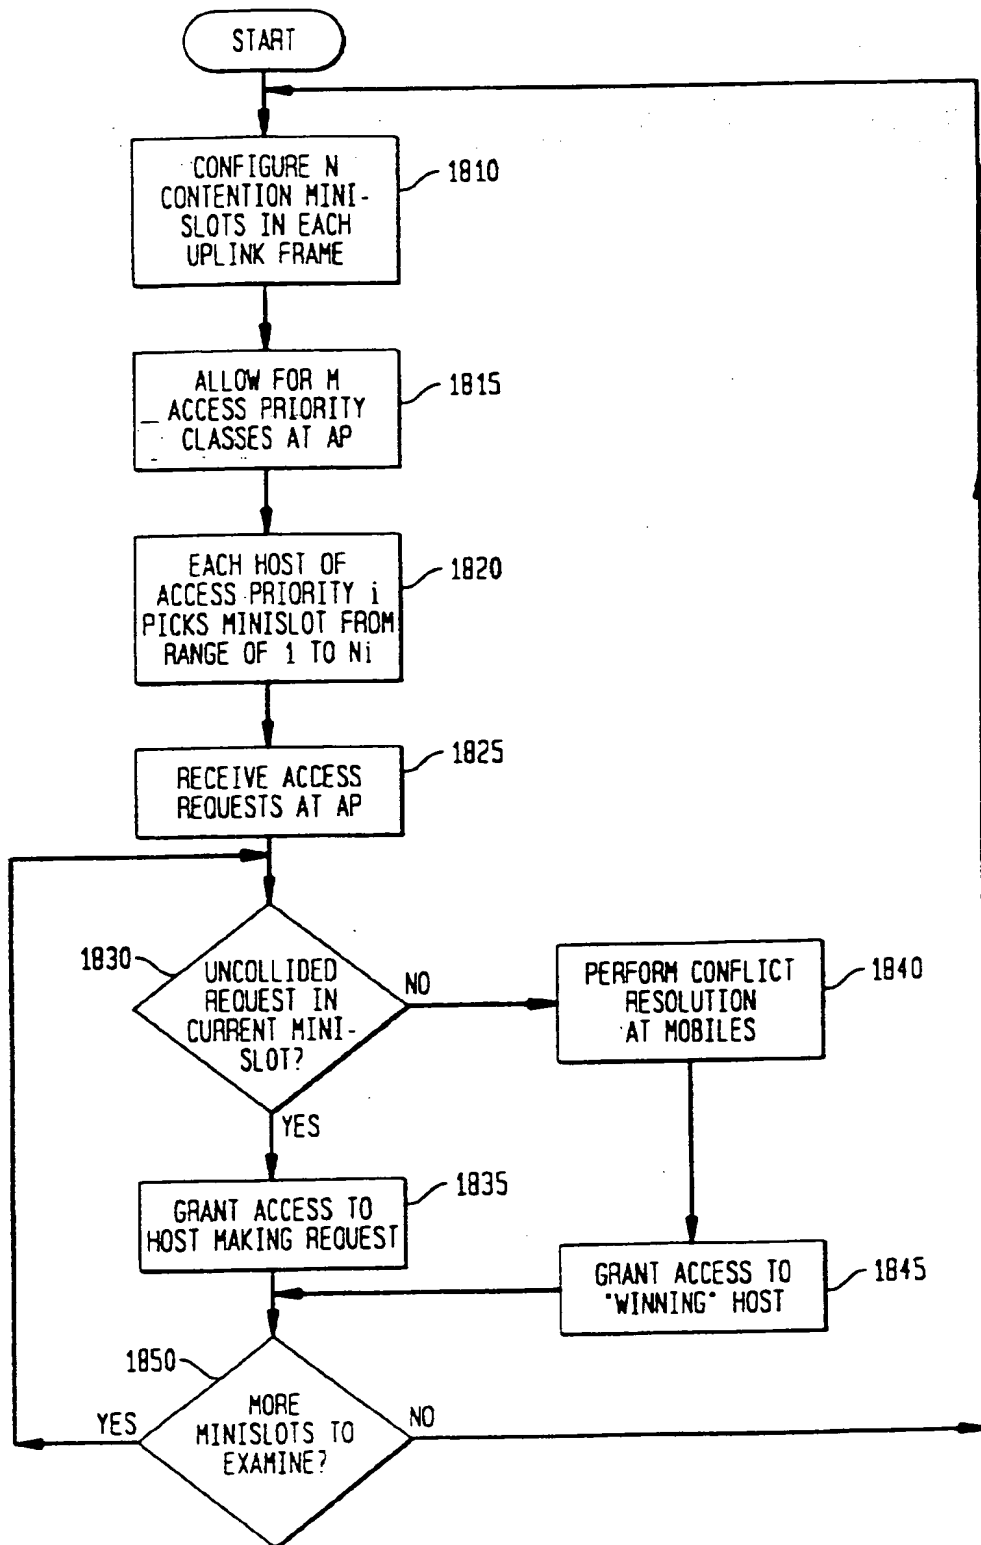 START
CONFIGURE N
CONTENTION MINI-
SLOTS IN EACH
UPLINK FRAME
1810
ALLOW FOR M
ACCESS PRIORITY
CLASSES AT AP
1815
EACH HOST OF
ACCESS PRIORITY i
PICKS MINISLOT FROM
RANGE OF 1 TO Ni
1820
RECEIVE ACCESS
REQUESTS AT AP
1825
1830
UNCOLLIDED
REQUEST IN
CURRENT MINI-
SLOT?
NO
YES
PERFORM CONFLICT
RESOLUTION
AT MOBILES
1840
GRANT ACCESS TO
HOST MAKING REQUEST
1835
GRANT ACCESS TO
"WINNING" HOST
1845
1850
MORE
MINISLOTS TO
EXAMINE?
YES
NO